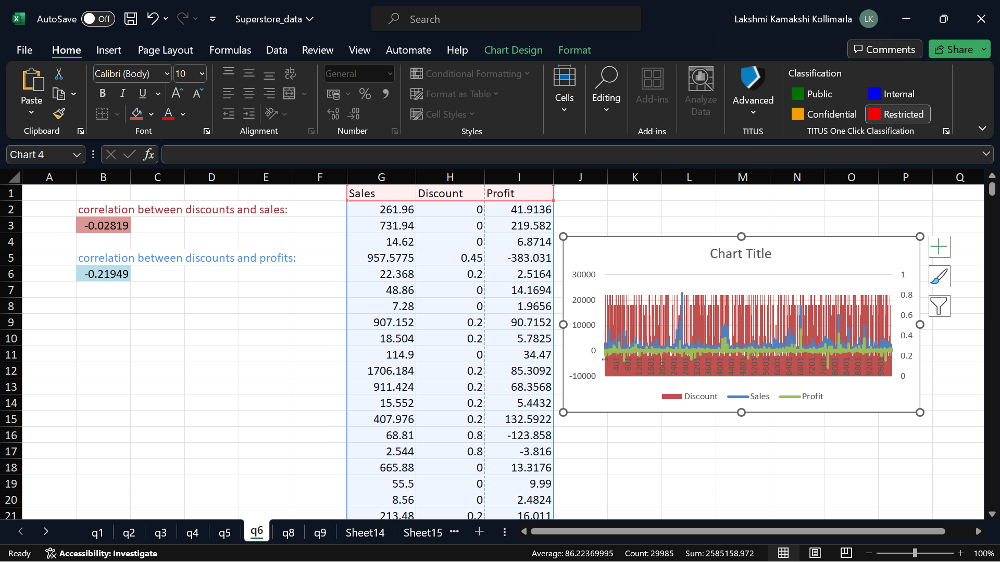 AutoSave Off Superstore_data Search Lakshmi Kamakshi Kollimarla LK
File Home Insert Page Layout Formulas Data Review View Automate Help Chart Design Format Comments Share
Paste Calibri (Body) 10 General Conditional Formatting Format as Table Cell Styles Cells Editing Add-ins Analyze Data Advanced Classification Public Internal Confidential Restricted
Clipboard Font Alignment Number Styles Add-ins TITUS TITUS One Click Classification
Chart 4 fx
A B C D E F G H I J K L M N O P Q
1 Sales Discount Profit
2 correlation between discounts and sales: 261.96 0 41.9136
3 -0.02819 731.94 0 219.582
4 14.62 0 6.8714
5 correlation between discounts and profits: 957.5775 0.45 -383.031
6 -0.21949 22.368 0.2 2.5164
7 48.86 0 14.1694
8 7.28 0 1.9656
9 907.152 0.2 90.7152
10 18.504 0.2 5.7825
11 114.9 0 34.47
12 1706.184 0.2 85.3092
13 911.424 0.2 68.3568
14 15.552 0.2 5.4432
15 407.976 0.2 132.5922
16 68.81 0.8 -123.858
17 2.544 0.8 -3.816
18 665.88 0 13.3176
19 55.5 0 9.99
20 8.56 0 2.4824
21 213.48 0.2 16.011
Chart Title
30000 1
20000 0.8
0.6
10000
0.4
0
0.2
-10000 0
1 401 801 1201 1601 2001 2401 2801 3201 3601 4001 4401 4801 5201 5601 6001 6401 6801 7201 7601 8001 8401 8801 9201 9601
Discount Sales Profit
q1 q2 q3 q4 q5 q6 q8 q9 Sheet14 Sheet15
Ready Accessibility: Investigate Average: 86.22369995 Count: 29985 Sum: 2585158.972 100%